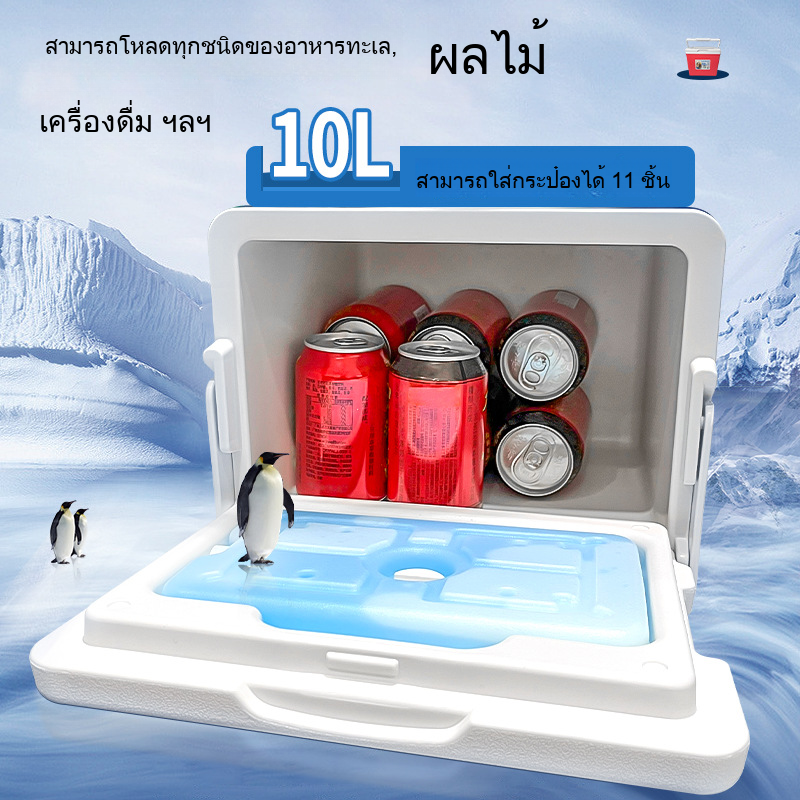 สามารถโหลดทุกชนิดของอาหารทะเล,
ผลไม้
เครื่องดื่ม ฯลฯ
10L
สามารถใส่กระป๋องได้ 11 ชิ้น